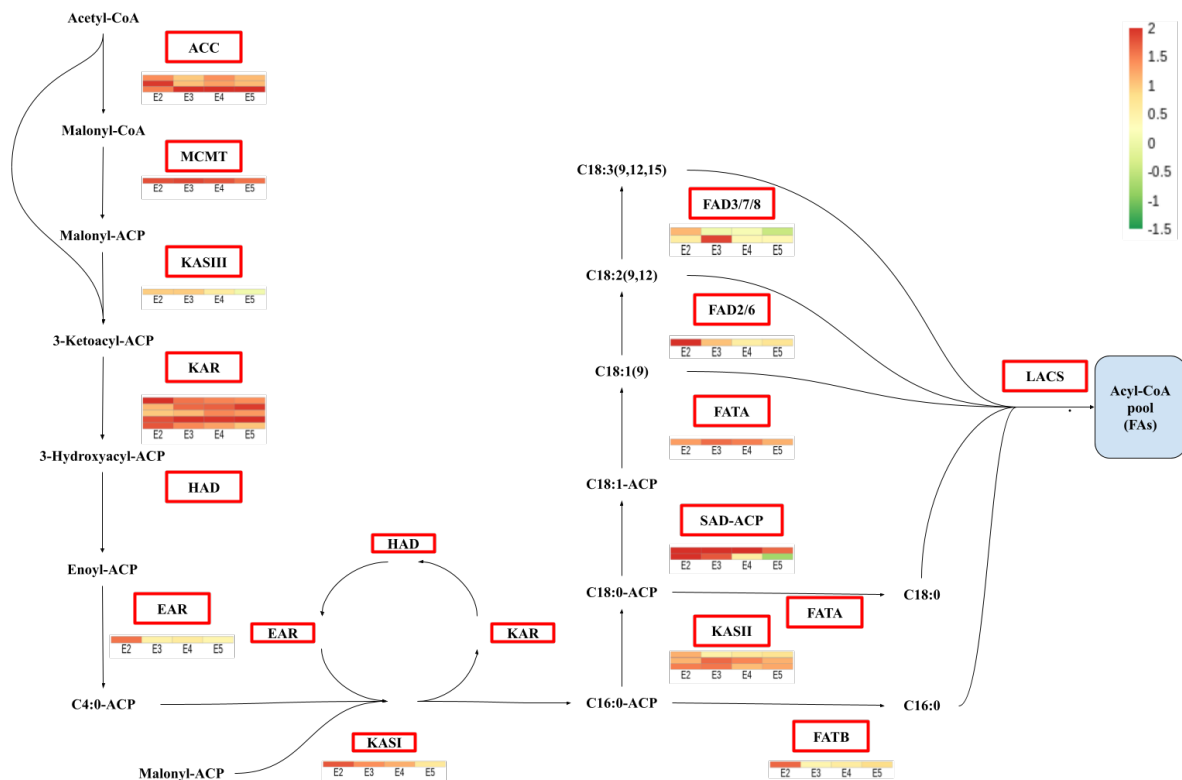 Acetyl-CoA
ACC
E2 E3 E4 E5
Malonyl-CoA
MCMT
E2 E3 E4 E5
Malonyl-ACP
KASIII
E2 E3 E4 E5
3-Ketoacyl-ACP
KAR
E2 E3 E4 E5
3-Hydroxyacyl-ACP
HAD
Enoyl-ACP
EAR
E2 E3 E4 E5
C4:0-ACP
Malonyl-ACP
HAD
EAR
KAR
KASI
E2 E3 E4 E5
C18:3(9,12,15)
FAD3/7/8
E2 E3 E4 E5
C18:2(9,12)
FAD2/6
E2 E3 E4 E5
C18:1(9)
FATA
E2 E3 E4 E5
C18:1-ACP
SAD-ACP
E2 E3 E4 E5
C18:0-ACP
FATA
C18:0
KASII
E2 E3 E4 E5
C16:0-ACP
C16:0
FATB
E2 E3 E4 E5
LACS
Acyl-CoA
pool
(FAs)
2
1.5
1
0.5
0
-0.5
-1
-1.5